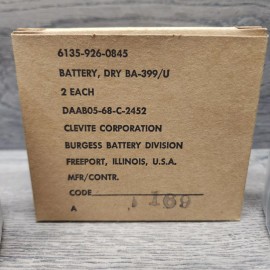 6135-926-0845
BATTERY, DRY BA-399/U
2 EACH
DAAB05-68-C-2452
CLEVITE CORPORATION
BURGESS BATTERY DIVISION
FREEPORT, ILLINOIS, U.S.A.
MFR/CONTR.
CODE 169
A